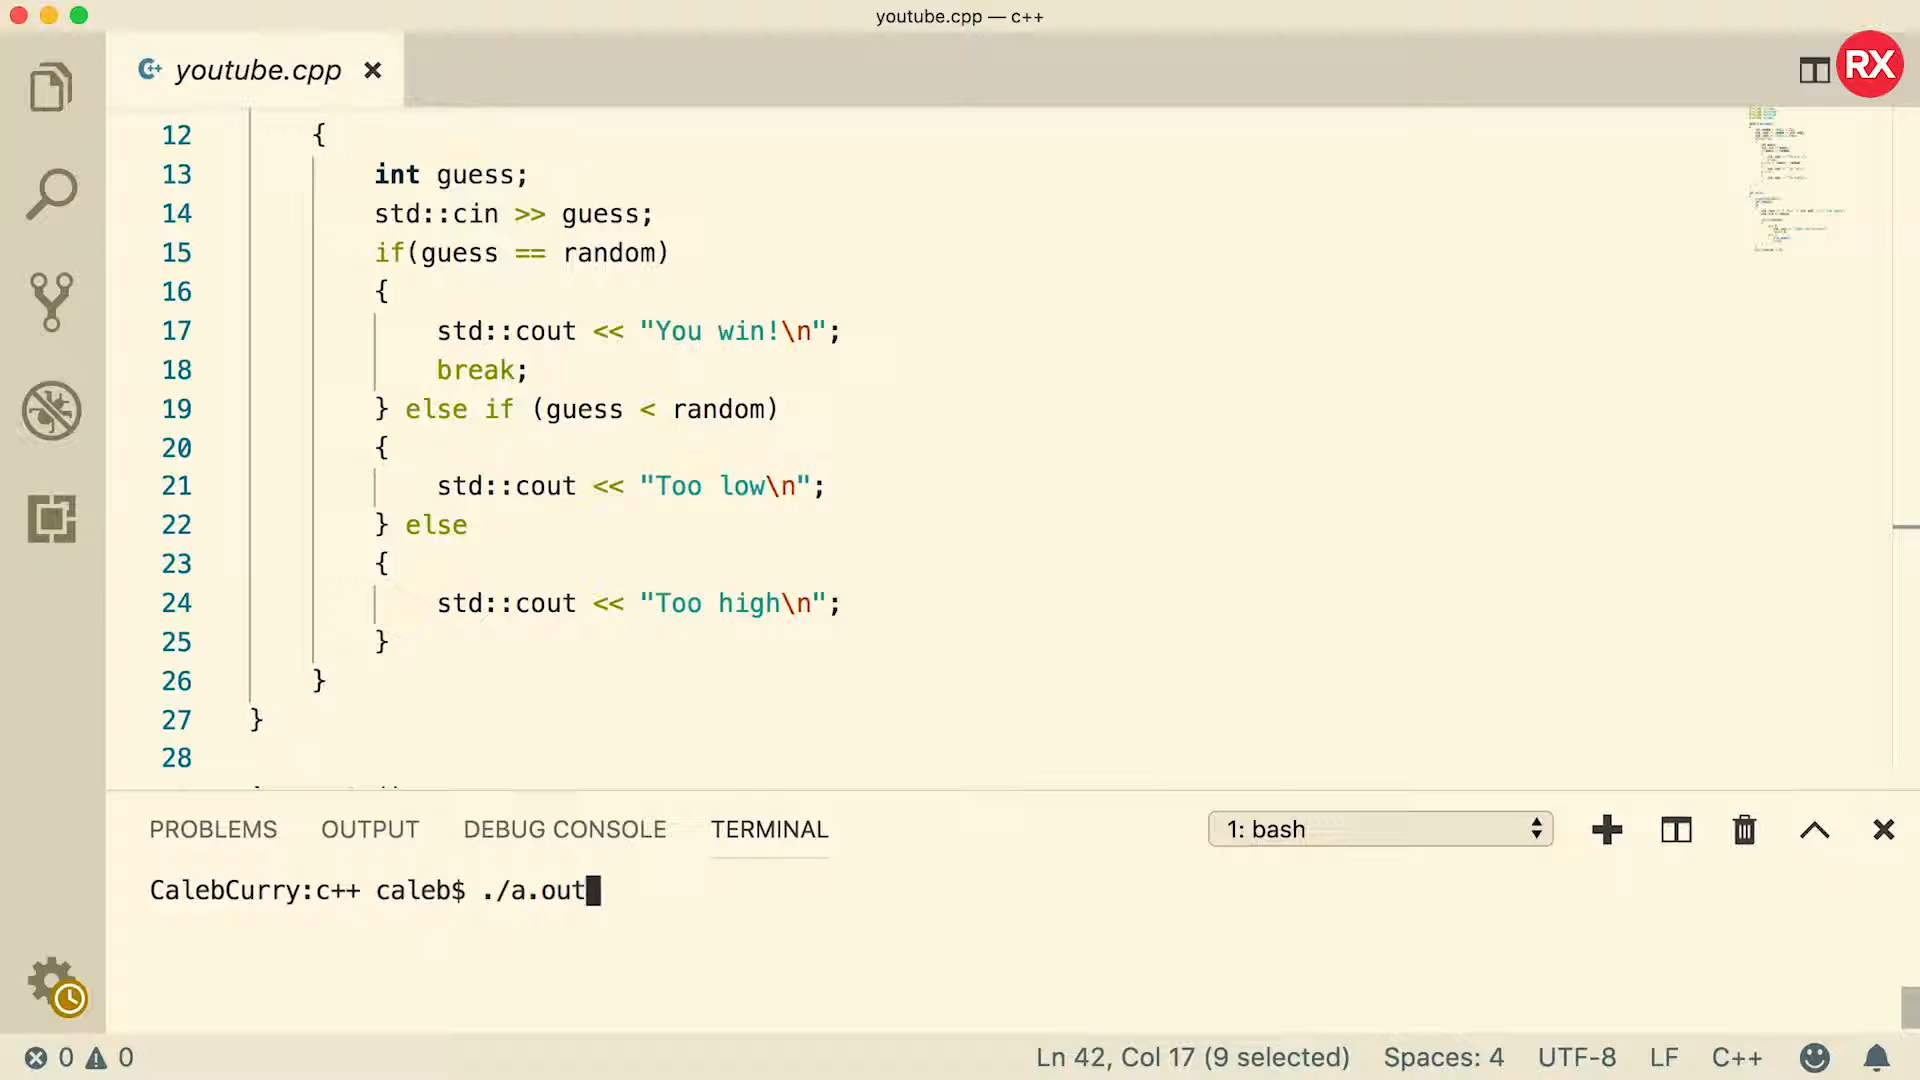 youtube.cpp — c++
youtube.cpp
RX
12 {
13 int guess;
14 std::cin >> guess;
15 if(guess == random)
16 {
17 std::cout << "You win!\n";
18 break;
19 } else if (guess < random)
20 {
21 std::cout << "Too low\n";
22 } else
23 {
24 std::cout << "Too high\n";
25 }
26 }
27 }
28
PROBLEMS OUTPUT DEBUG CONSOLE TERMINAL 1: bash
CalebCurry:c++ caleb$ ./a.out
0 0 Ln 42, Col 17 (9 selected) Spaces: 4 UTF-8 LF C++